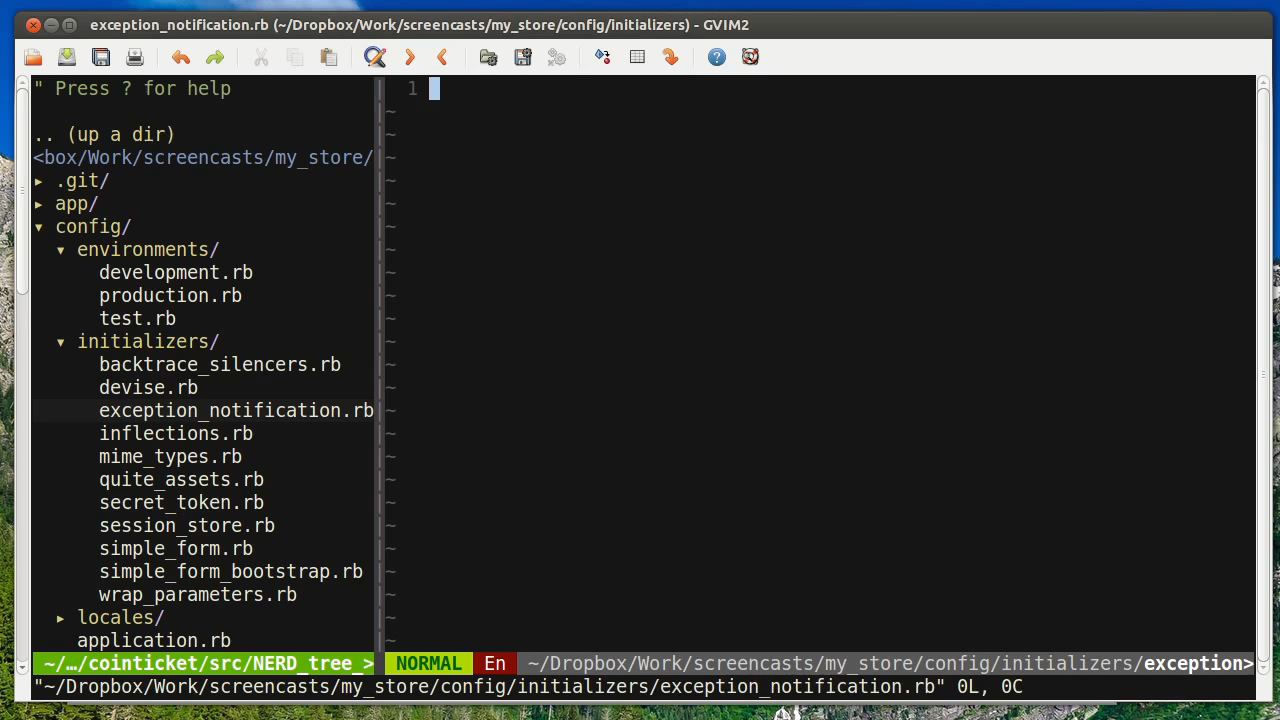 exception_notification.rb (~/Dropbox/Work/screencasts/my_store/config/initializers) - GVIM2
" Press ? for help
1
.. (up a dir)
<box/Work/screencasts/my_store/
▸ .git/
▸ app/
▾ config/
▾ environments/
development.rb
production.rb
test.rb
▾ initializers/
backtrace_silencers.rb
devise.rb
exception_notification.rb
inflections.rb
mime_types.rb
quite_assets.rb
secret_token.rb
session_store.rb
simple_form.rb
simple_form_bootstrap.rb
wrap_parameters.rb
▸ locales/
application.rb
~/…/cointicket/src/NERD_tree_>
NORMAL En ~/Dropbox/Work/screencasts/my_store/config/initializers/exception>
"~/Dropbox/Work/screencasts/my_store/config/initializers/exception_notification.rb" 0L, 0C